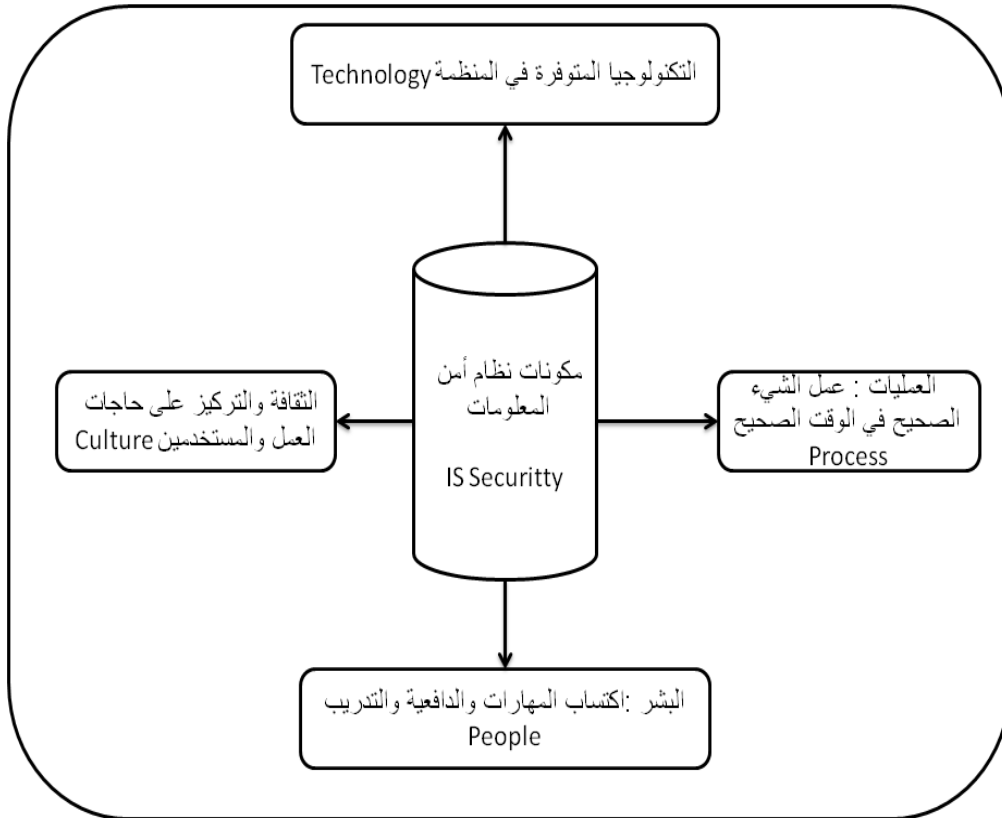 التكنولوجيا المتوفرة في المنظمة Technology
مكونات نظام أمن
المعلومات
IS Securitty
العمليات : عمل الشيء
الصحيح في الوقت الصحيح
Process
الثقافة والتركيز على حاجات
العمل والمستخدمين Culture
البشر :اكتساب المهارات والدافعية والتدريب
People